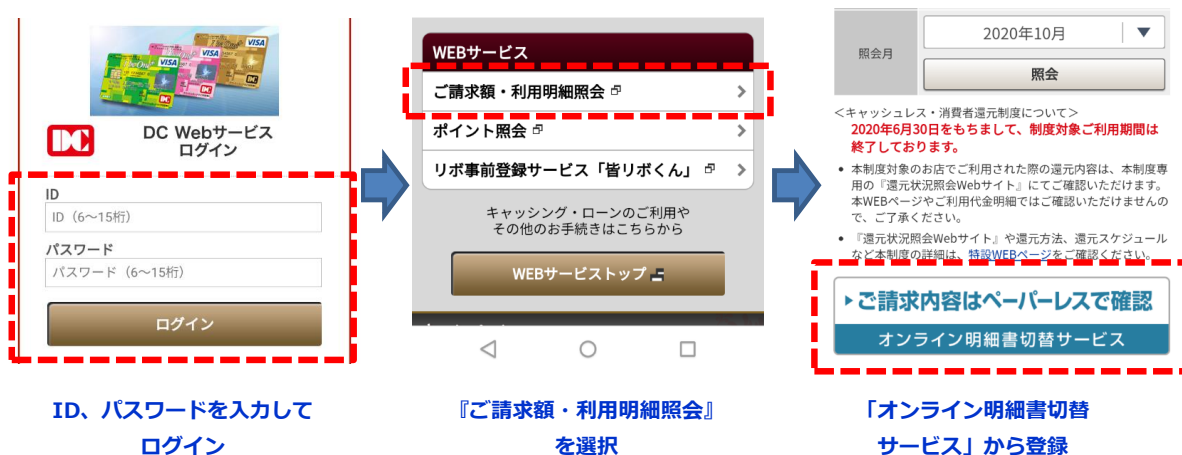 VISA
VISA
VISA
DC
DC
DC
DC
DC Webサービス
ログイン
ID
ID（6～15桁）
パスワード
パスワード（6～15桁）
ログイン
ID、パスワードを入力して
ログイン
WEBサービス
ご請求額・利用明細照会
ポイント照会
リボ事前登録サービス「皆リボくん」
キャッシング・ローンのご利用や
その他のお手続きはこちらから
WEBサービストップ
『ご請求額・利用明細照会』
を選択
照会月
2020年10月
照会
＜キャッシュレス・消費者還元制度について＞
2020年6月30日をもちまして、制度対象ご利用期間は
終了しております。
• 本制度対象のお店でご利用された際の還元内容は、本制度専
用の『還元状況照会Webサイト』にてご確認いただけます。
本WEBページやご利用代金明細ではご確認いただけませんの
で、ご了承ください。
• 『還元状況照会Webサイト』や還元方法、還元スケジュール
など本制度の詳細は、特設WEBページをご確認ください。
ご請求内容はペーパーレスで確認
オンライン明細書切替サービス
「オンライン明細書切替
サービス」から登録